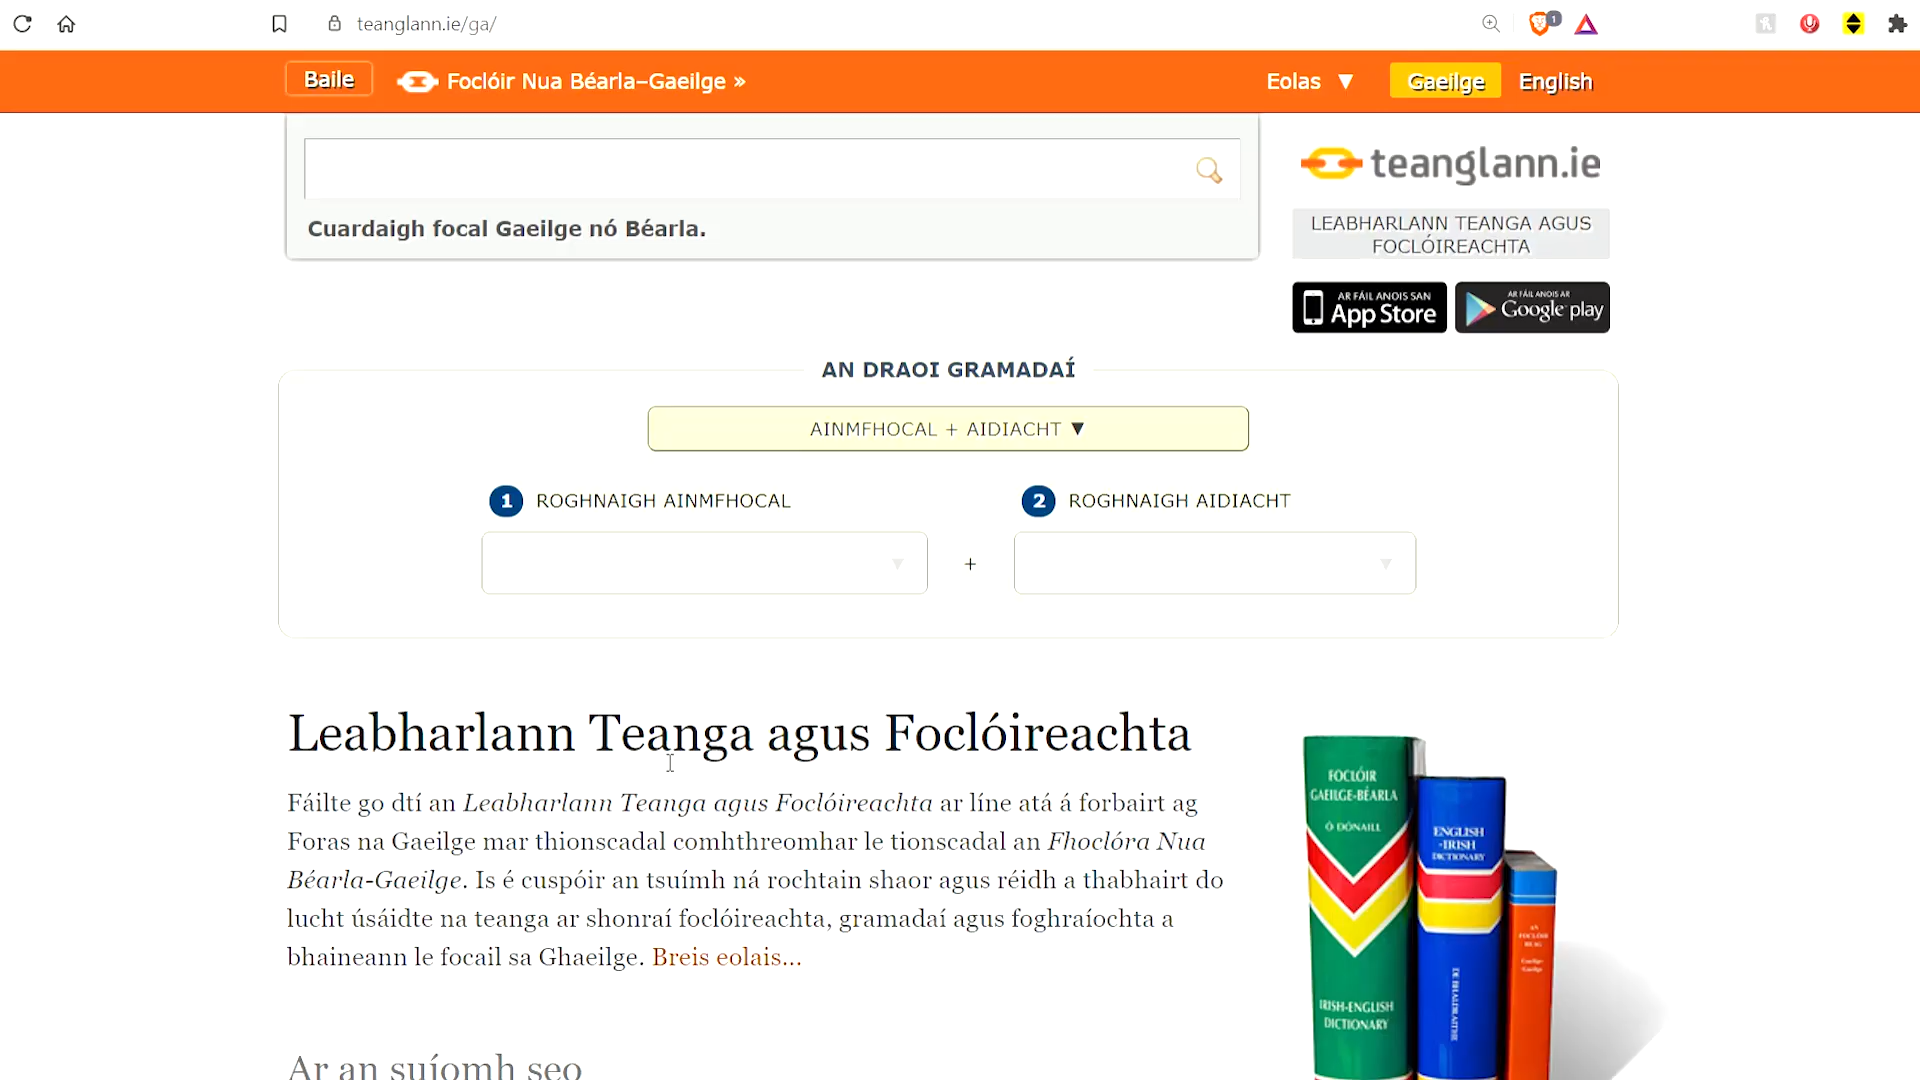 teanglann.ie/ga/
1
Baile
Foclóir Nua Béarla–Gaeilge »
Eolas ▼
Gaeilge
English
Cuardaigh focal Gaeilge nó Béarla.
teanglann.ie
LEABHARLANN TEANGA AGUS
FOCLÓIREACHTA
AR FÁIL ANOIS SAN
App Store
AR FÁIL ANOIS AR
Google play
AN DRAOI GRAMADAÍ
AINMFHOCAL + AIDIACHT ▼
1 ROGHNAIGH AINMFHOCAL
2 ROGHNAIGH AIDIACHT
+
Leabharlann Teanga agus Foclóireachta
Fáilte go dtí an Leabharlann Teanga agus Foclóireachta ar líne atá á forbairt ag
Foras na Gaeilge mar thionscadal comhthreomhar le tionscadal an Fhoclóra Nua
Béarla-Gaeilge. Is é cuspóir an tsuímh ná rochtain shaor agus réidh a thabhairt do
lucht úsáidte na teanga ar shonraí foclóireachta, gramadaí agus foghraíochta a
bhaineann le focail sa Ghaeilge. Breis eolais...
Ar an suíomh seo
FOCLÓIR
GAEILGE-BÉARLA
Ó DÓNAILL
IRISH-ENGLISH
DICTIONARY
ENGLISH
-IRISH
DICTIONARY
DE BHALDRAITHE
AN
FOCLÓIR
BEAG
Gaeilge-
Gaeilge